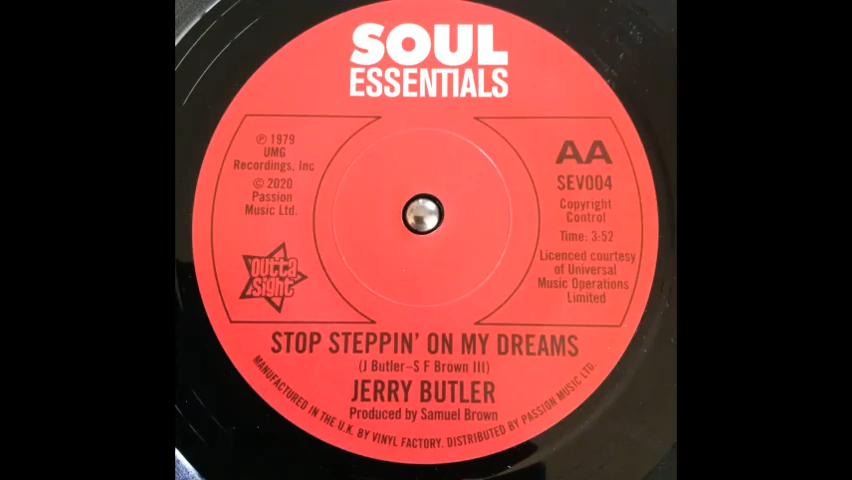 SOUL
ESSENTIALS
℗ 1979
UMG
Recordings, Inc
© 2020
Passion
Music Ltd.
outta
sight
AA
SEV004
Copyright
Control
Time: 3:52
Licenced courtesy
of Universal
Music Operations
Limited
STOP STEPPIN' ON MY DREAMS
(J Butler–S F Brown III)
JERRY BUTLER
Produced by Samuel Brown
MANUFACTURED IN THE U.K. BY VINYL FACTORY. DISTRIBUTED BY PASSION MUSIC LTD.